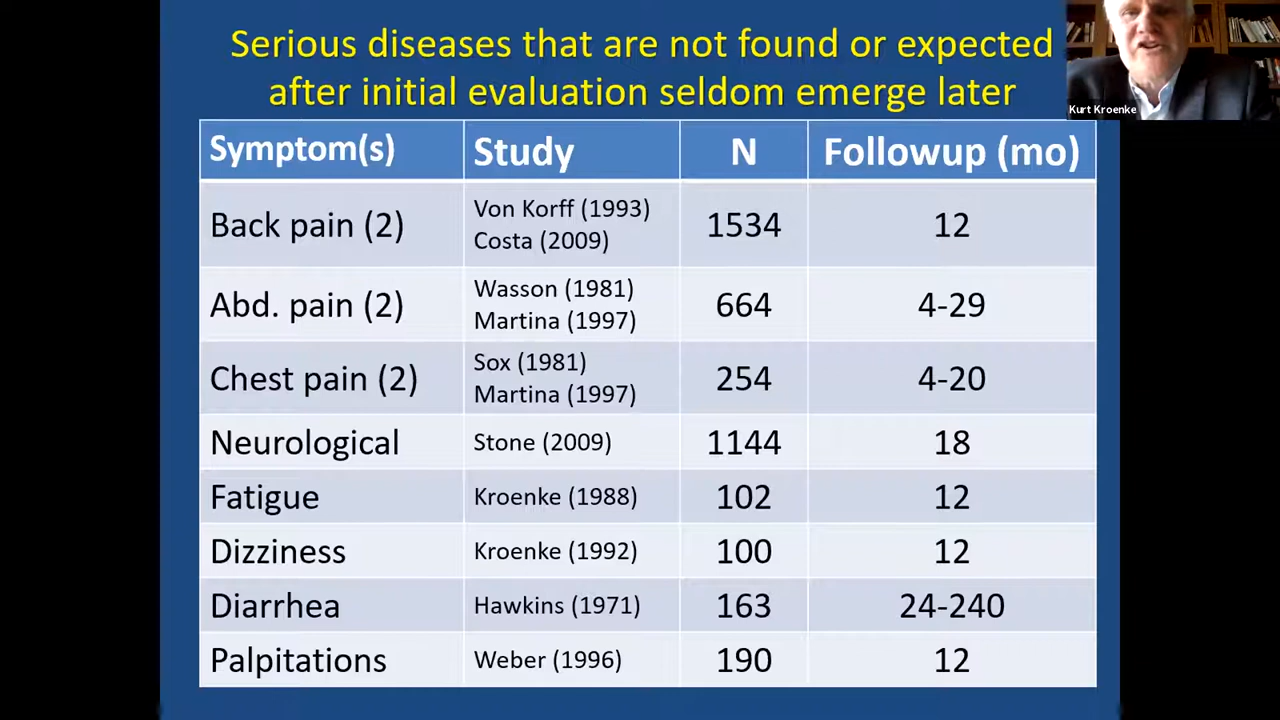 Serious diseases that are not found or expected
after initial evaluation seldom emerge later
Kurt Kroenke
Symptom(s) Study N Followup (mo)
Back pain (2) Von Korff (1993) 1534 12
Costa (2009)
Abd. pain (2) Wasson (1981) 664 4-29
Martina (1997)
Chest pain (2) Sox (1981) 254 4-20
Martina (1997)
Neurological Stone (2009) 1144 18
Fatigue Kroenke (1988) 102 12
Dizziness Kroenke (1992) 100 12
Diarrhea Hawkins (1971) 163 24-240
Palpitations Weber (1996) 190 12